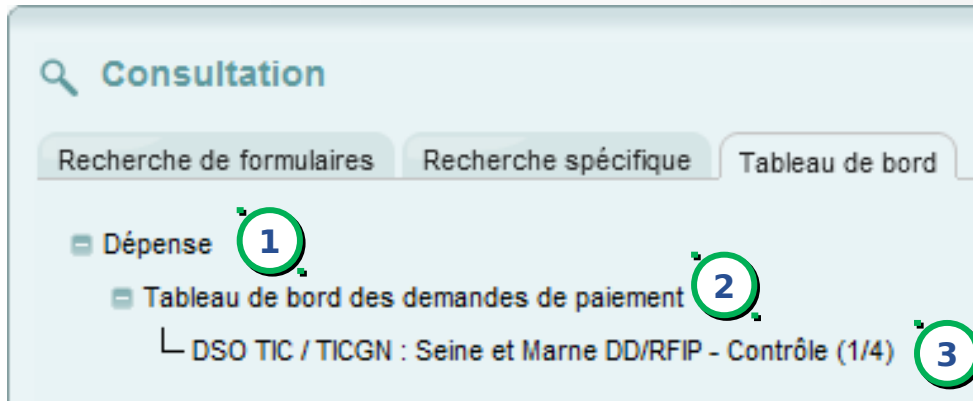 Consultation
Recherche de formulaires Recherche spécifique Tableau de bord
Dépense 1
Tableau de bord des demandes de paiement 2
DSO TIC / TICGN : Seine et Marne DD/RFIP - Contrôle (1/4) 3